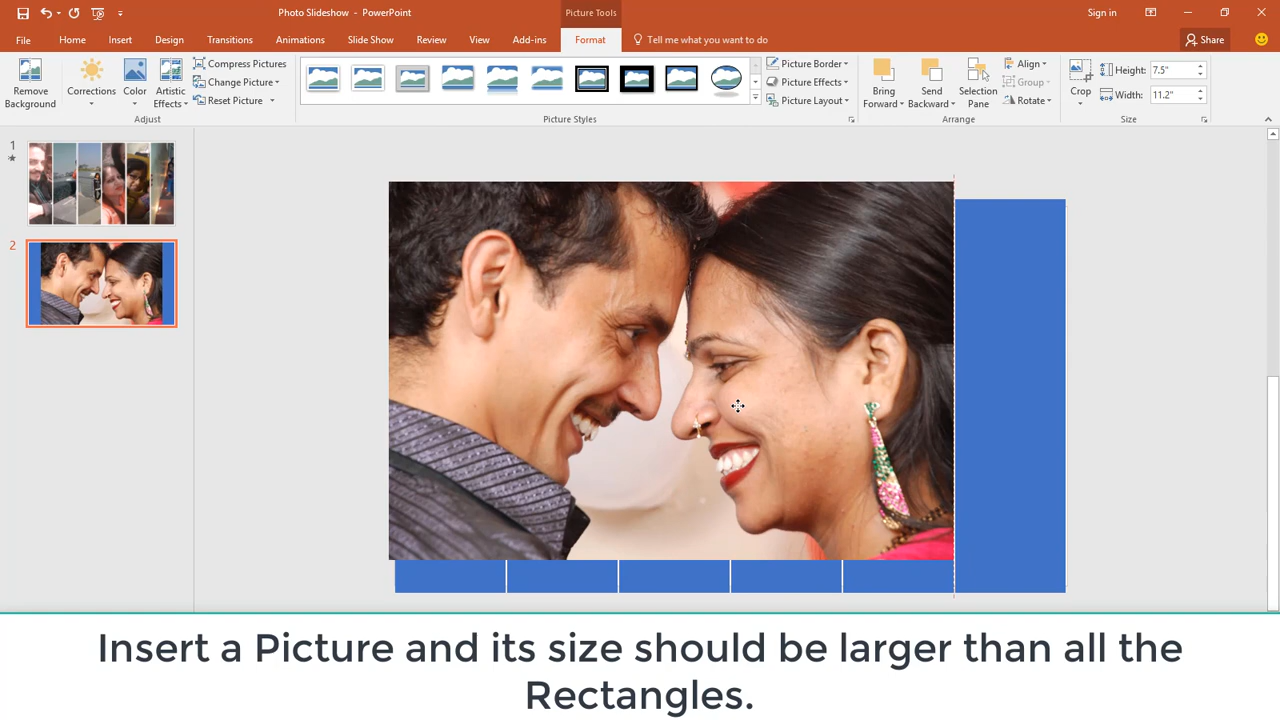 Photo Slideshow - PowerPoint
Picture Tools
Sign in
File
Home
Insert
Design
Transitions
Animations
Slide Show
Review
View
Add-ins
Format
Tell me what you want to do
Share
Remove
Background
Corrections
Color
Artistic
Effects
Compress Pictures
Change Picture
Reset Picture
Adjust
Picture Styles
Picture Border
Picture Effects
Picture Layout
Bring
Forward
Send
Backward
Selection
Pane
Align
Group
Rotate
Arrange
Crop
Height:
7.5"
Width:
11.2"
Size
1
2
Insert a Picture and its size should be larger than all the
Rectangles.